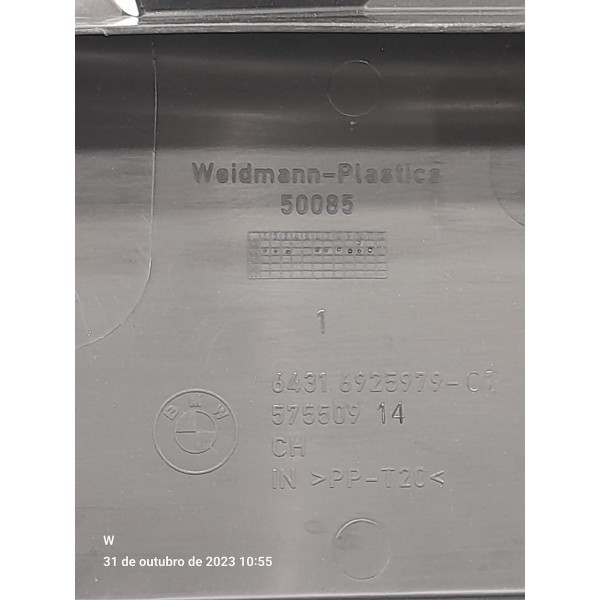 Weidmann-Plastics
50085
1
6431 6925979-C1
575509 14
CH
IN >PP-T20<
BMW
W
31 de outubro de 2023 10:55